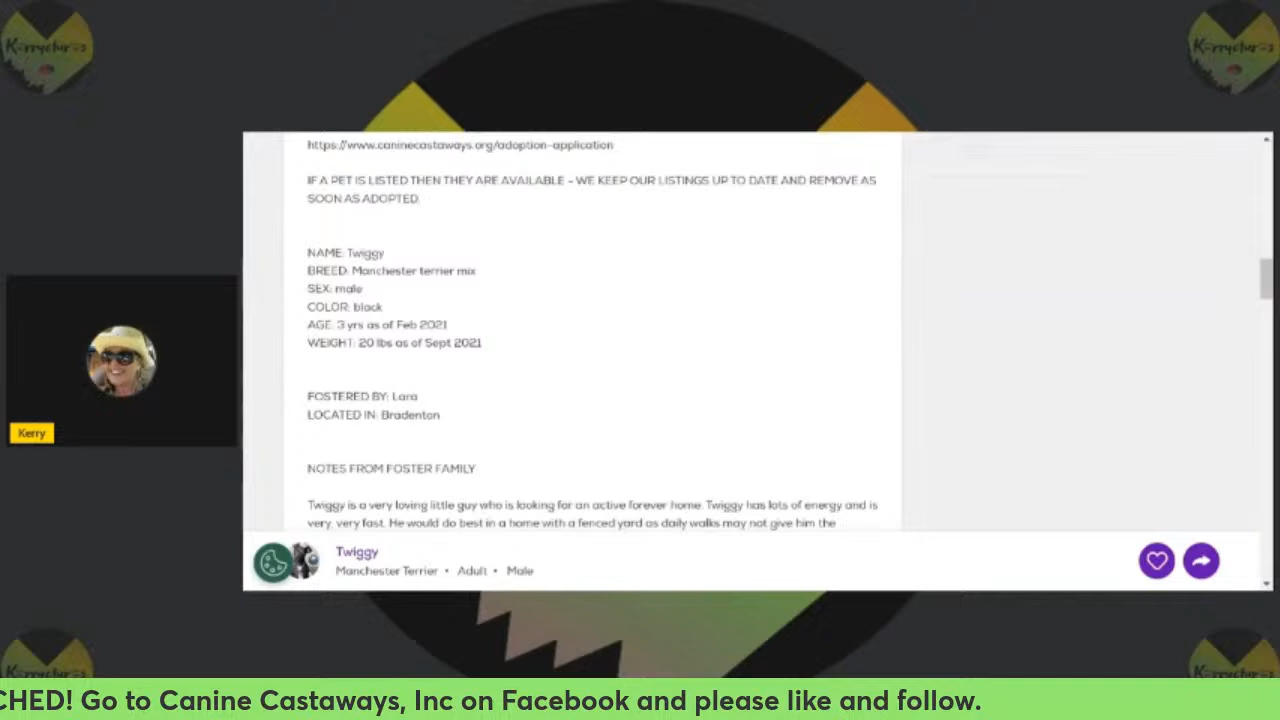 Kerryclures
Kerryclures
https://www.caninecastaways.org/adoption-application
IF A PET IS LISTED THEN THEY ARE AVAILABLE - WE KEEP OUR LISTINGS UP TO DATE AND REMOVE AS
SOON AS ADOPTED.
NAME: Twiggy
BREED: Manchester terrier mix
SEX: male
COLOR: black
AGE: 3 yrs as of Feb 2021
WEIGHT: 20 lbs as of Sept 2021
FOSTERED BY: Lara
LOCATED IN: Bradenton
NOTES FROM FOSTER FAMILY
Twiggy is a very loving little guy who is looking for an active forever home. Twiggy has lots of energy and is
very, very fast. He would do best in a home with a fenced yard as daily walks may not give him the
Kerry
Twiggy
Manchester Terrier • Adult • Male
CHED! Go to Canine Castaways, Inc on Facebook and please like and follow.